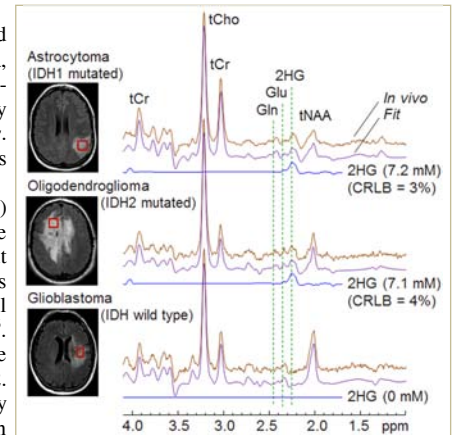 tCho
Astrocytoma
(IDH1 mutated)
tCr
tCr
2HG
Glu
Gln
tNAA
In vivo
Fit
2HG (7.2 mM)
(CRLB = 3%)
Oligodendroglioma
(IDH2 mutated)
2HG (7.1 mM)
(CRLB = 4%)
Glioblastoma
(IDH wild type)
2HG (0 mM)
4.0 3.5 3.0 2.5 2.0 1.5 ppm